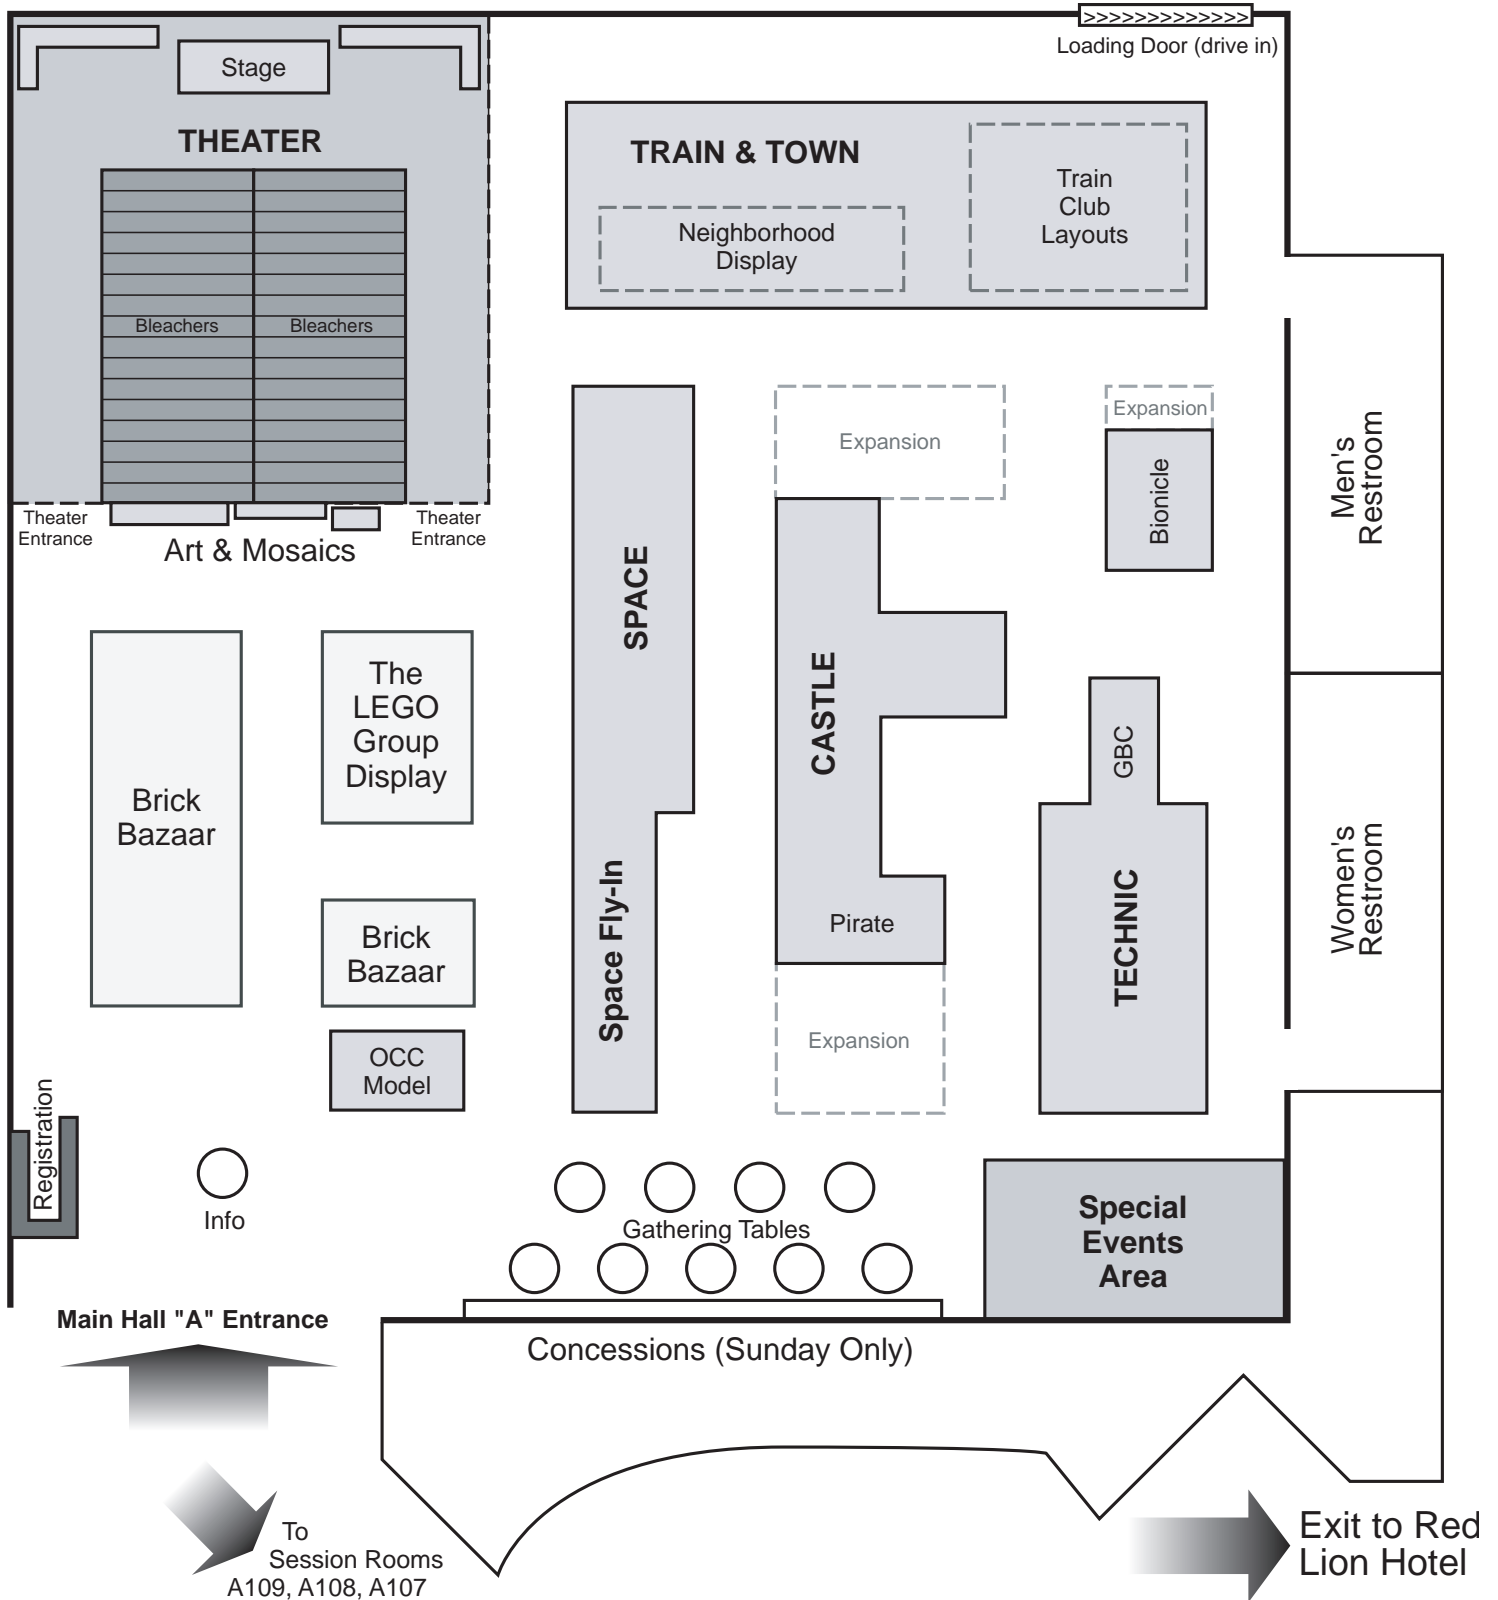 >>>>>>>>>>>>>
Loading Door (drive in)
Stage
THEATER
Bleachers
Bleachers
Theater
Entrance
Theater
Entrance
Art & Mosaics
TRAIN & TOWN
Neighborhood
Display
Train
Club
Layouts
Expansion
Expansion
Bionicle
Men's
Restroom
SPACE
Space Fly-In
CASTLE
Pirate
Expansion
GBC
TECHNIC
Women's
Restroom
Brick
Bazaar
The
LEGO
Group
Display
Brick
Bazaar
OCC
Model
Registration
Info
Gathering Tables
Special
Events
Area
Main Hall "A" Entrance
Concessions (Sunday Only)
To
Session Rooms
A109, A108, A107
Exit to Red
Lion Hotel